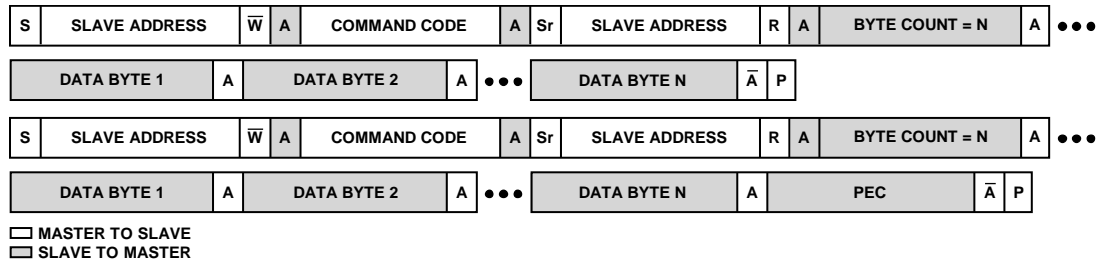 S SLAVE ADDRESS W̅ A COMMAND CODE A Sr SLAVE ADDRESS R A BYTE COUNT = N A •••
DATA BYTE 1 A DATA BYTE 2 A ••• DATA BYTE N A̅ P
S SLAVE ADDRESS W̅ A COMMAND CODE A Sr SLAVE ADDRESS R A BYTE COUNT = N A •••
DATA BYTE 1 A DATA BYTE 2 A ••• DATA BYTE N A PEC A̅ P
MASTER TO SLAVE
SLAVE TO MASTER